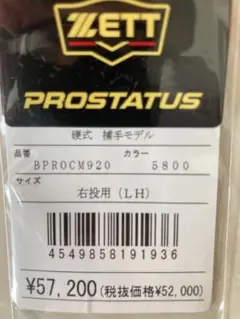 ZETT
PROSTATUS
硬式 捕手モデル
品番 カラー
BPROCM920 5800
サイズ
右投用(LH)
4549858191936
¥57,200(税抜価格¥52,000)